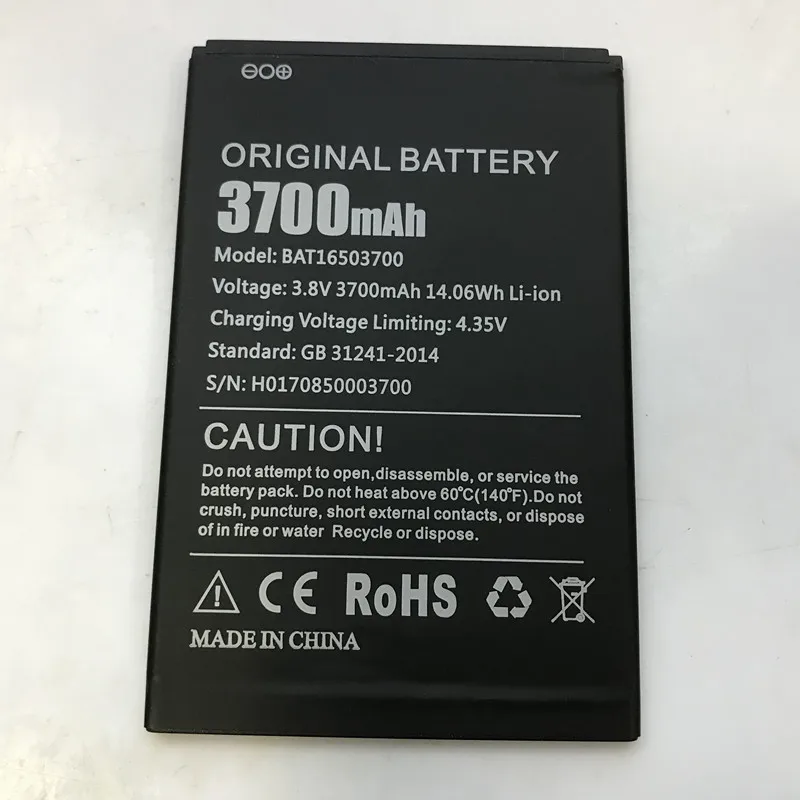 ORIGINAL BATTERY
3700mAh
Model: BAT16503700
Voltage: 3.8V 3700mAh 14.06Wh Li-ion
Charging Voltage Limiting: 4.35V
Standard: GB 31241-2014
S/N: H0170850003700
CAUTION!
Do not attempt to open,disassemble, or service the
battery pack. Do not heat above 60°C(140°F).Do not
crush, puncture, short external contacts, or dispose
of in fire or water Recycle or dispose.
CE RoHS
MADE IN CHINA